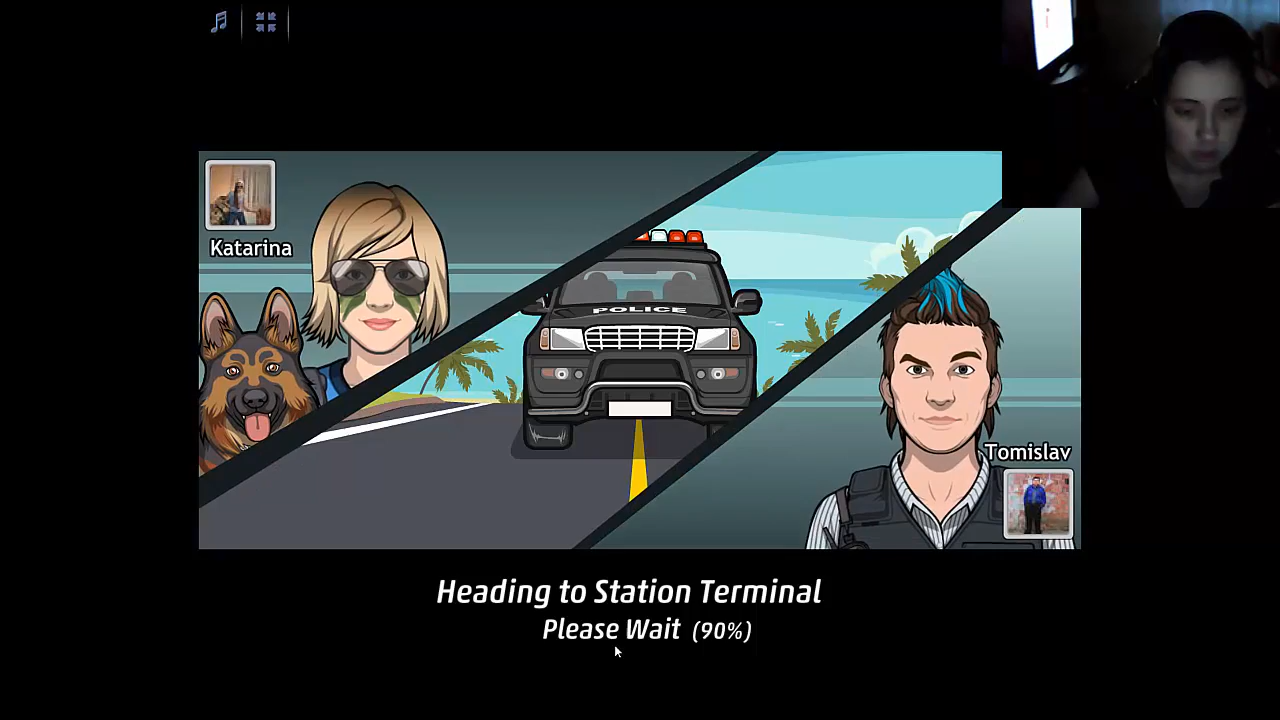 Katarina
POLICE
Tomislav
Heading to Station Terminal
Please Wait (90%)